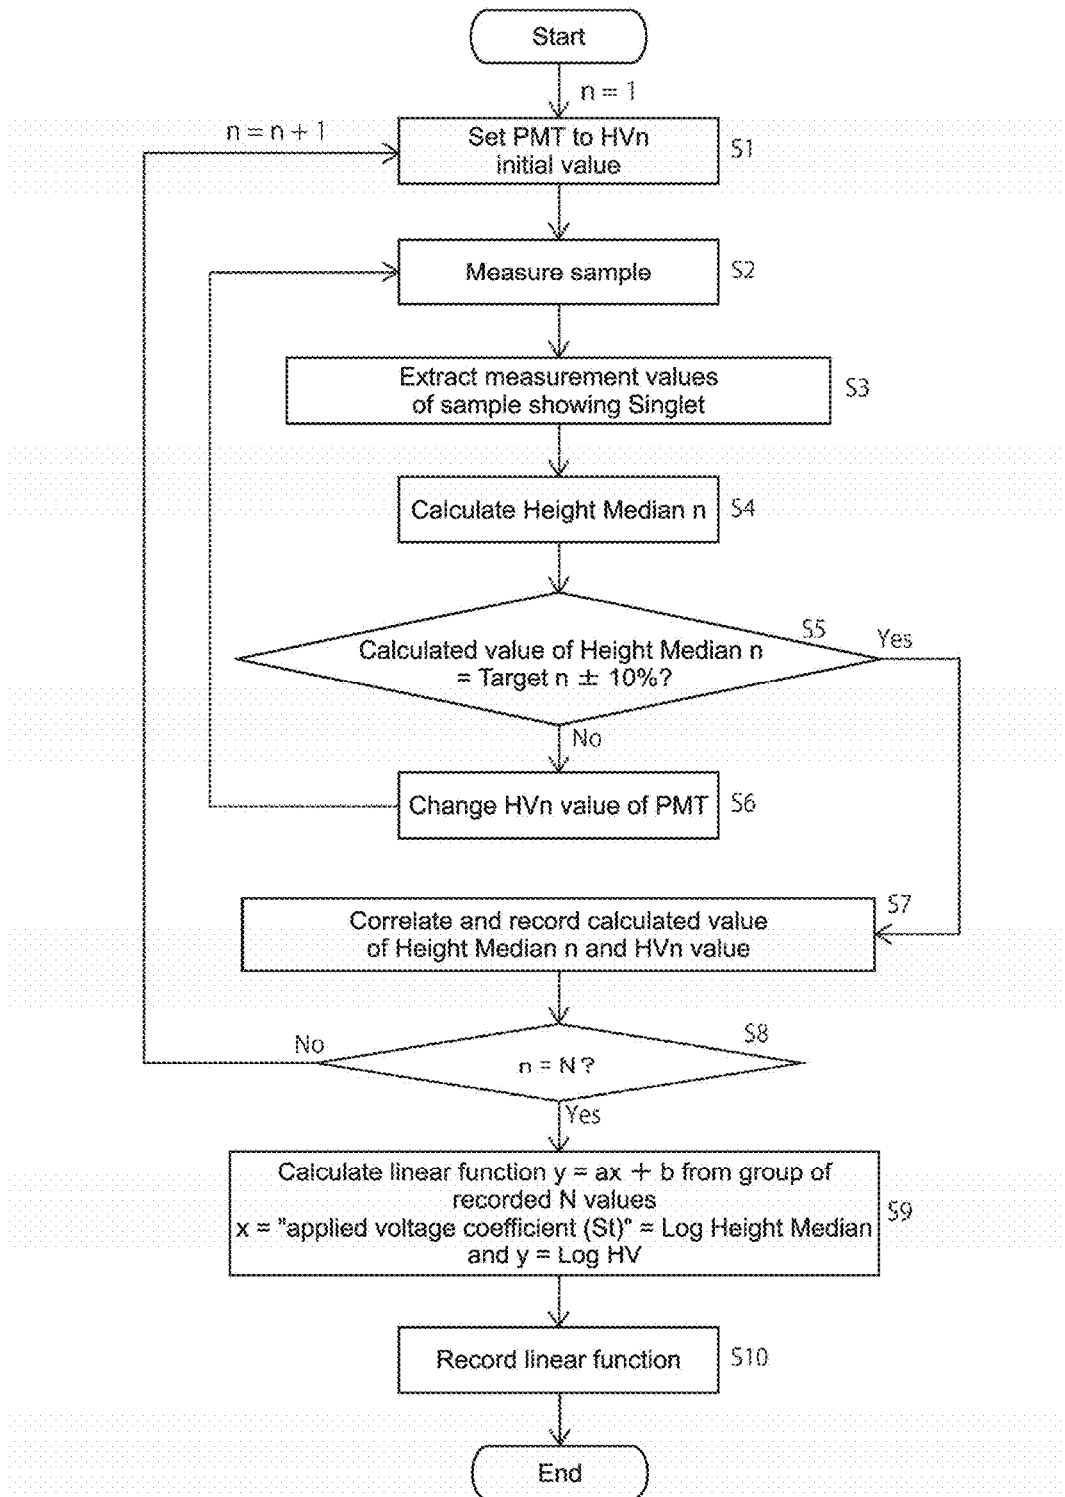 Start
n = 1
n = n + 1
Set PMT to HVn
initial value
S1
Measure sample
S2
Extract measurement values
of sample showing Singlet
S3
Calculate Height Median n
S4
S5
Calculated value of Height Median n
= Target n ± 10%?
Yes
No
Change HVn value of PMT
S6
S7
Correlate and record calculated value
of Height Median n and HVn value
S8
No
n = N ?
Yes
Calculate linear function y = ax + b from group of
recorded N values
x = "applied voltage coefficient (St)" = Log Height Median
and y = Log HV
S9
Record linear function
S10
End